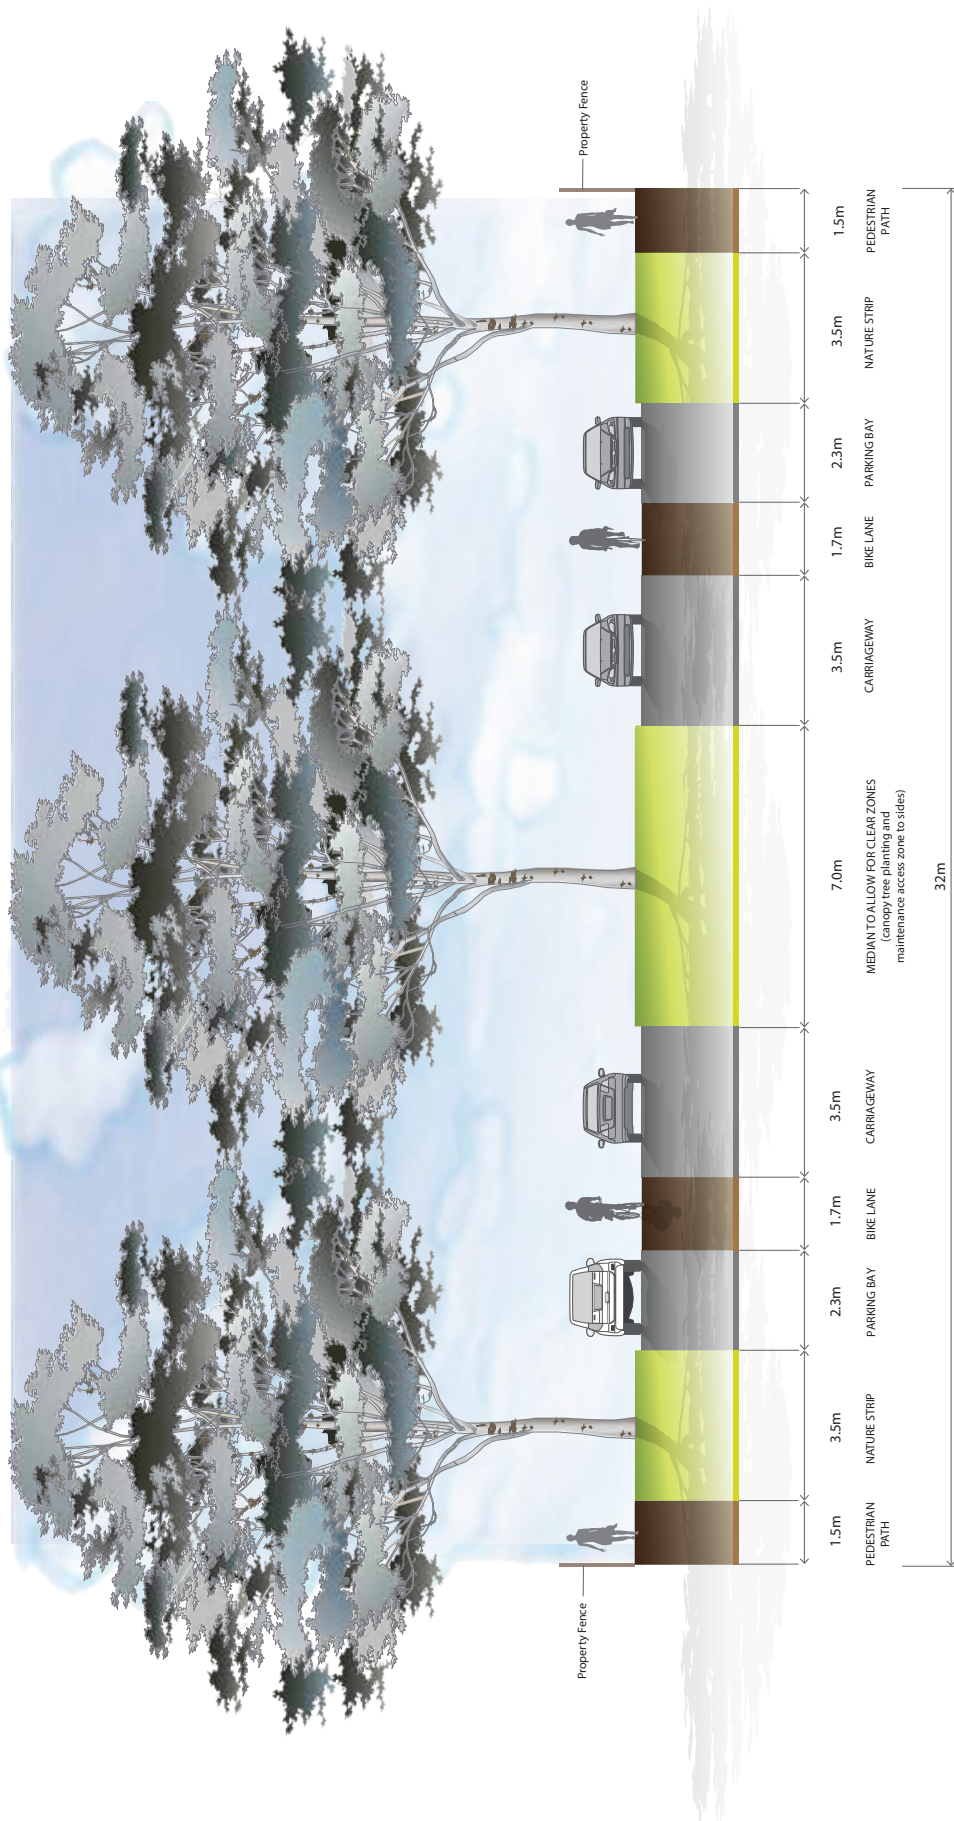 Property Fence
Property Fence
1.5m
3.5m
2.3m
1.7m
3.5m
7.0m
3.5m
1.7m
2.3m
3.5m
1.5m
PEDESTRIAN
PATH
NATURE STRIP
PARKING BAY
BIKE LANE
CARRIAGEWAY
MEDIAN TO ALLOW FOR CLEAR ZONES
(canopy tree planting and
maintenance access zone to sides)
CARRIAGEWAY
BIKE LANE
PARKING BAY
NATURE STRIP
PEDESTRIAN
PATH
32m